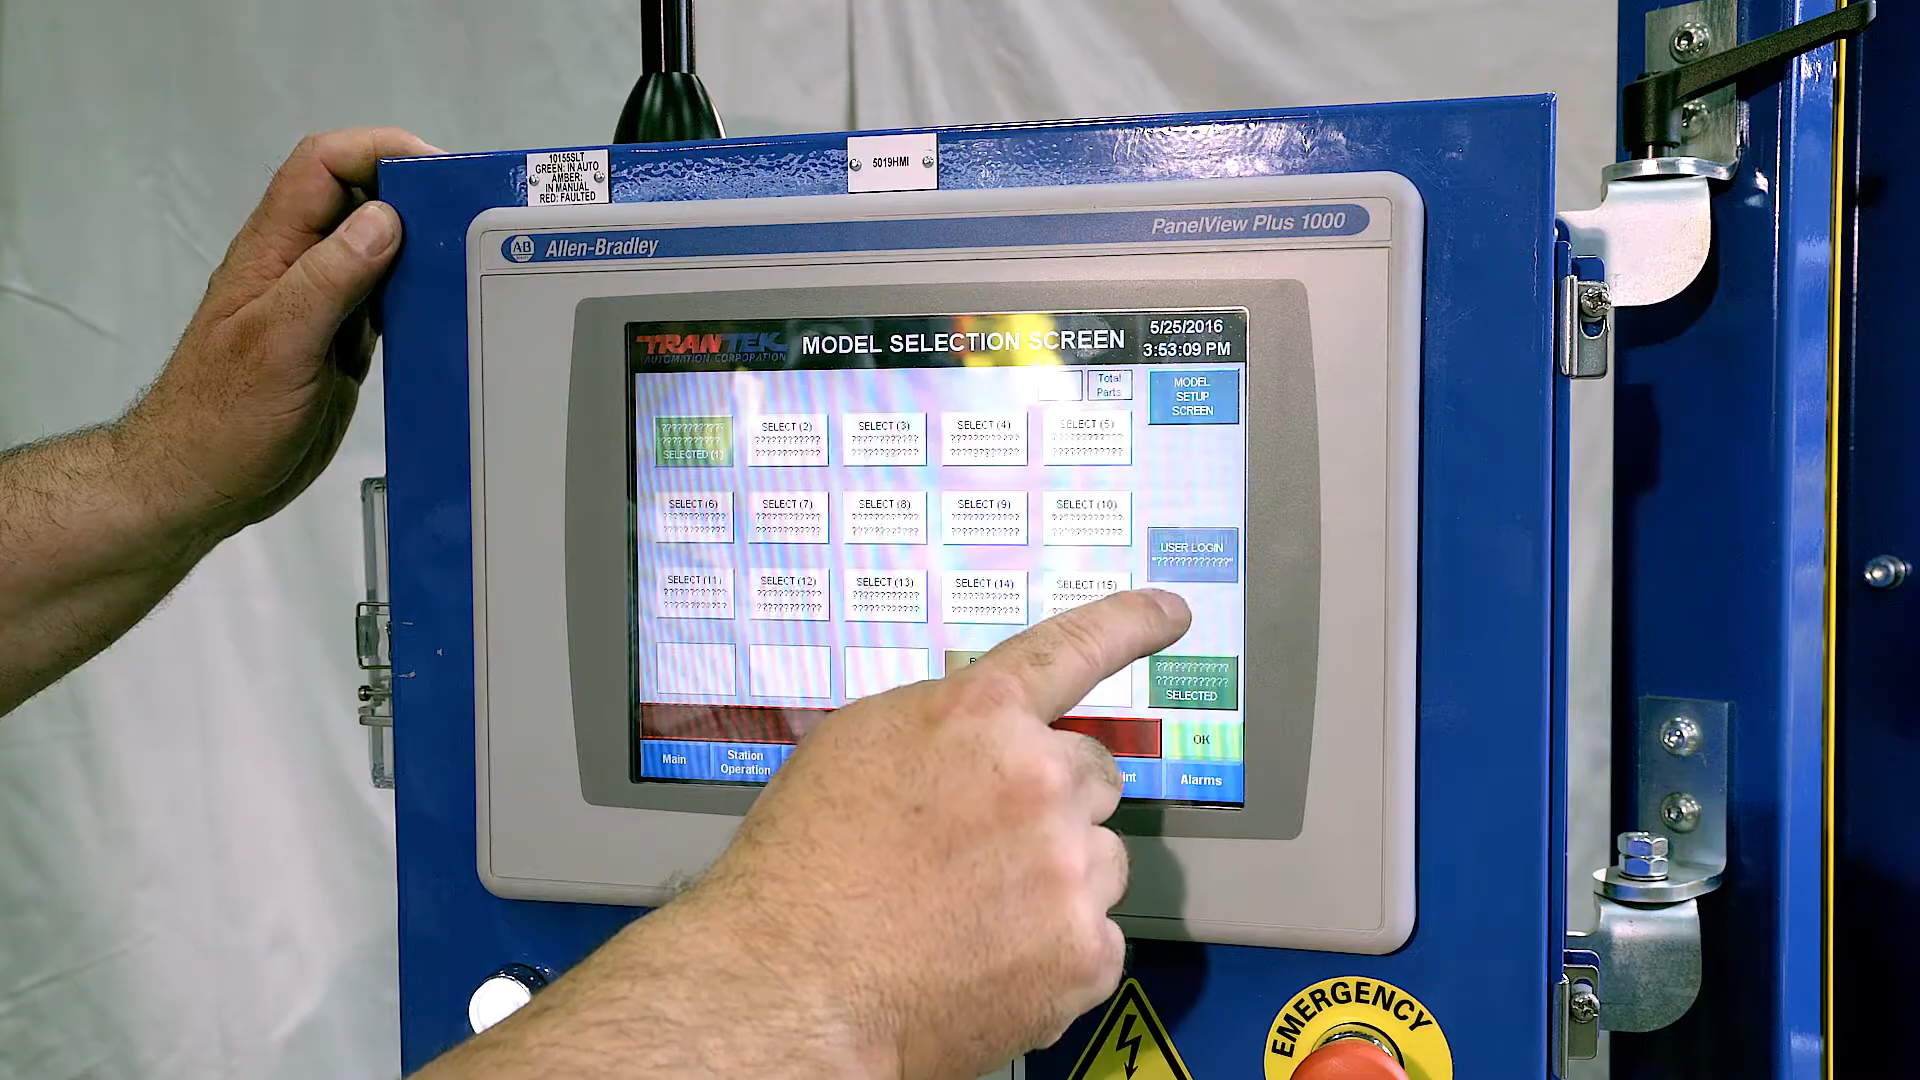 10155SLT
GREEN: IN AUTO
AMBER:
IN MANUAL
RED: FAULTED
5019HMI
AB Allen-Bradley
PanelView Plus 1000
TRANTEK
AUTOMATION CORPORATION
MODEL SELECTION SCREEN
5/25/2016
3:53:09 PM
Total
Parts
MODEL
SETUP
SCREEN
????????????
????????????
SELECTED (1)
SELECT (2)
????????????
????????????
SELECT (3)
????????????
????????????
SELECT (4)
????????????
????????????
SELECT (5)
????????????
????????????
SELECT (6)
????????????
????????????
SELECT (7)
????????????
????????????
SELECT (8)
????????????
????????????
SELECT (9)
????????????
????????????
SELECT (10)
????????????
????????????
USER LOGIN
"????????????"
SELECT (11)
????????????
????????????
SELECT (12)
????????????
????????????
SELECT (13)
????????????
????????????
SELECT (14)
????????????
????????????
SELECT (15)
????????????
????????????
SELECTED
OK
Main
Station
Operation
Alarms
EMERGENCY